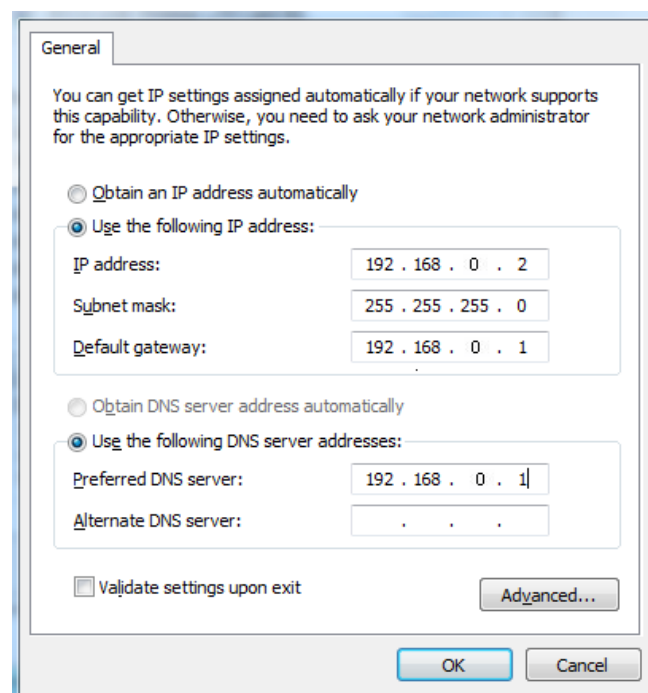 General
You can get IP settings assigned automatically if your network supports
this capability. Otherwise, you need to ask your network administrator
for the appropriate IP settings.
Obtain an IP address automatically
Use the following IP address:
IP address: 192 . 168 . 0 . 2
Subnet mask: 255 . 255 . 255 . 0
Default gateway: 192 . 168 . 0 . 1
Obtain DNS server address automatically
Use the following DNS server addresses:
Preferred DNS server: 192 . 168 . 0 . 1
Alternate DNS server: . . .
Validate settings upon exit
Advanced...
OK Cancel